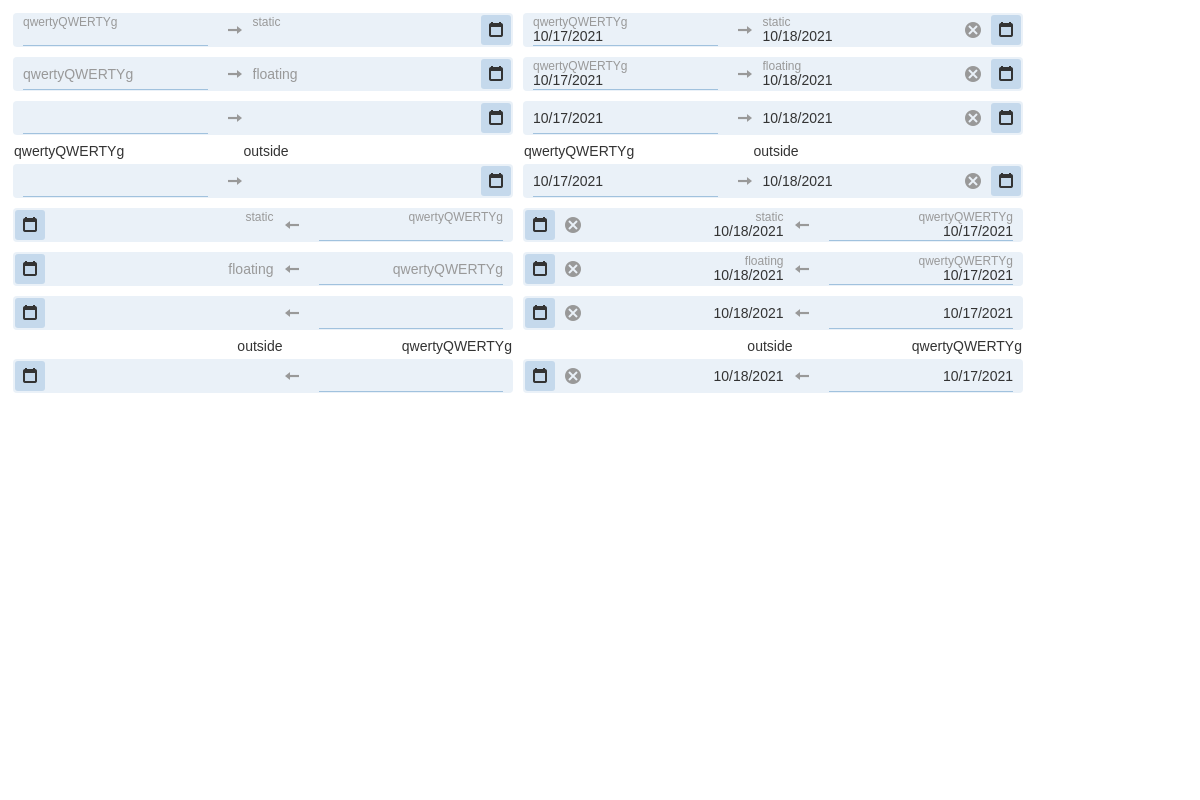 qwertyQWERTYg static qwertyQWERTYg static
10/17/2021 10/18/2021
qwertyQWERTYg floating qwertyQWERTYg floating
10/17/2021 10/18/2021
10/17/2021 10/18/2021
qwertyQWERTYg outside qwertyQWERTYg outside
10/17/2021 10/18/2021
static qwertyQWERTYg static qwertyQWERTYg
10/18/2021 10/17/2021
floating qwertyQWERTYg floating qwertyQWERTYg
10/18/2021 10/17/2021
10/18/2021 10/17/2021
outside qwertyQWERTYg outside qwertyQWERTYg
10/18/2021 10/17/2021